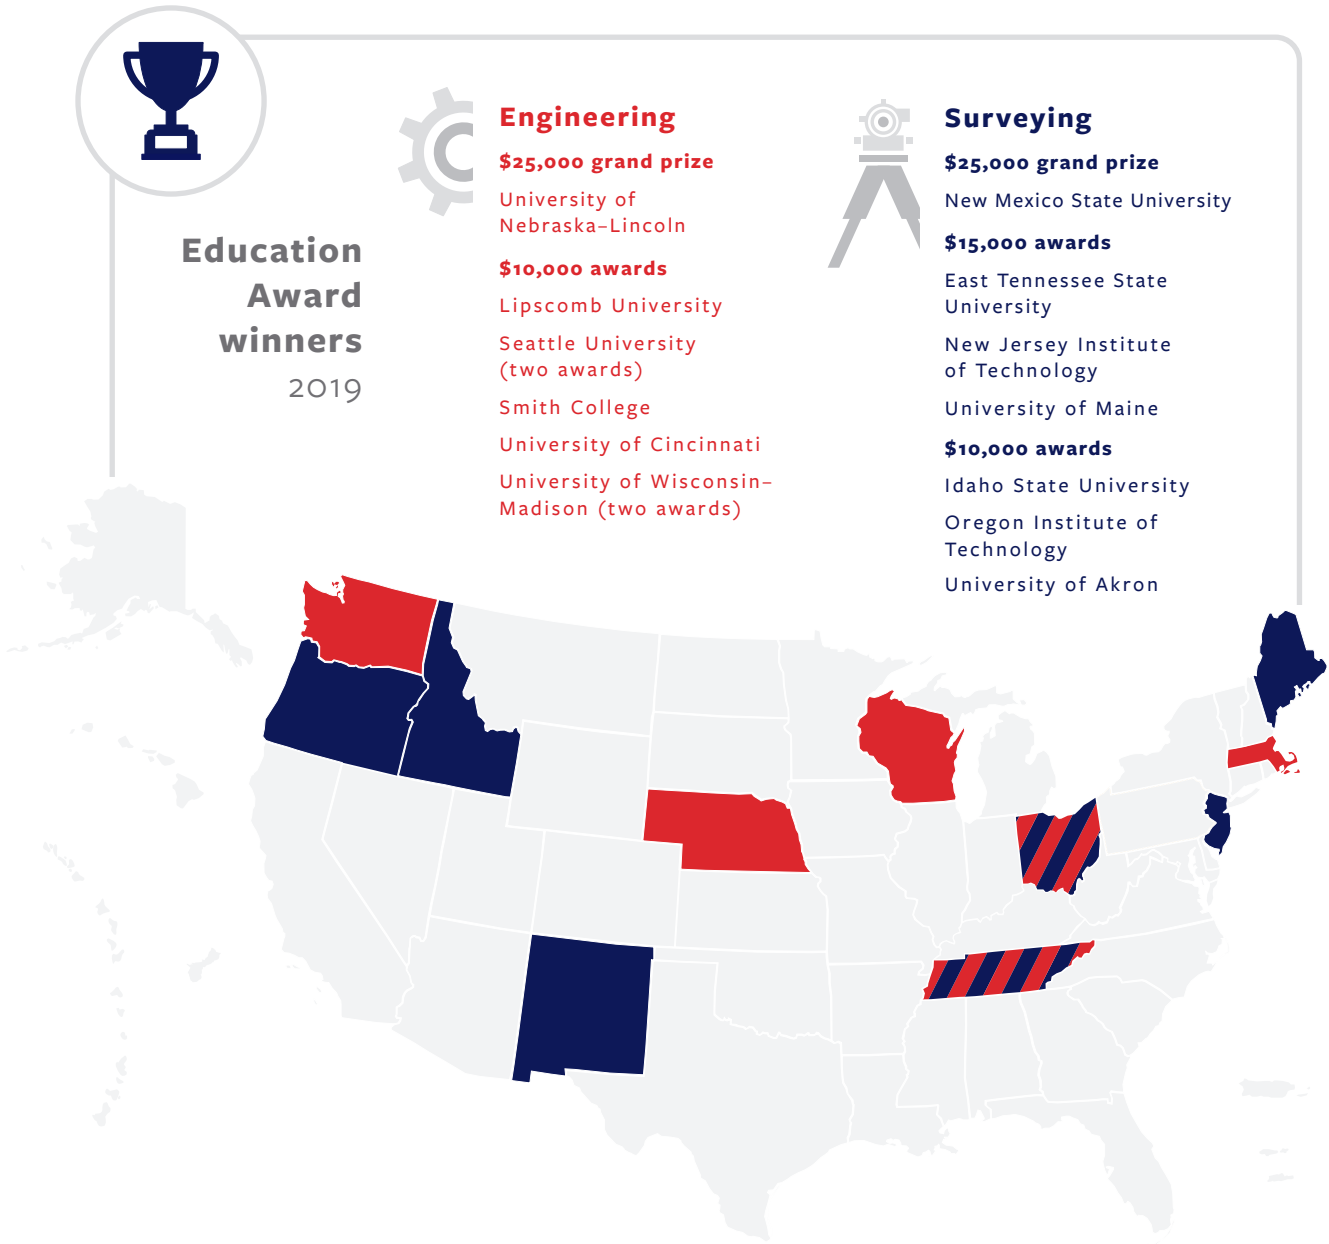 Education
Award
winners
2019
Engineering
$25,000 grand prize
University of
Nebraska–Lincoln
$10,000 awards
Lipscomb University
Seattle University
(two awards)
Smith College
University of Cincinnati
University of Wisconsin–
Madison (two awards)
Surveying
$25,000 grand prize
New Mexico State University
$15,000 awards
East Tennessee State
University
New Jersey Institute
of Technology
University of Maine
$10,000 awards
Idaho State University
Oregon Institute of
Technology
University of Akron